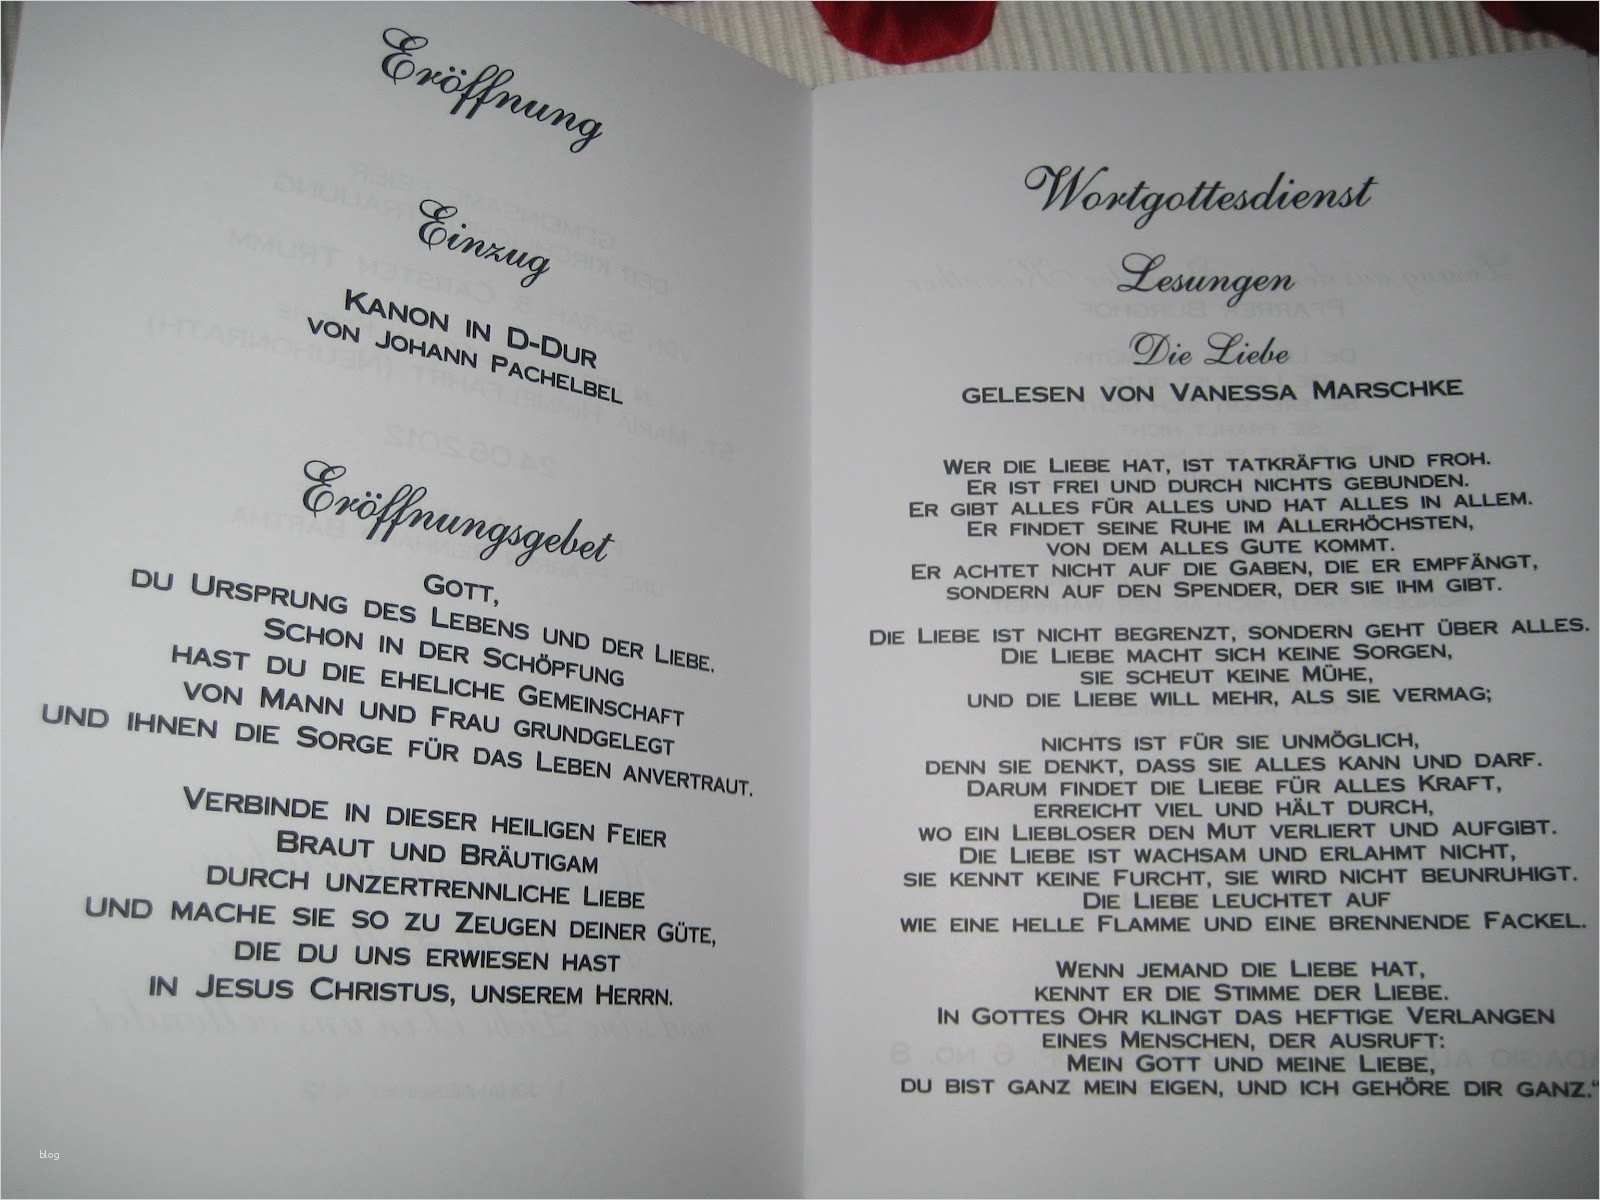 Eröffnung
Einzug
Kanon in D-Dur
von Johann Pachelbel
Eröffnungsgebet
Gott,
du Ursprung des Lebens und der Liebe.
Schon in der Schöpfung
hast du die eheliche Gemeinschaft
von Mann und Frau grundgelegt
und ihnen die Sorge für das Leben anvertraut.
Verbinde in dieser heiligen Feier
Braut und Bräutigam
durch unzertrennliche Liebe
und mache sie so zu Zeugen deiner Güte,
die du uns erwiesen hast
in Jesus Christus, unserem Herrn.
blog
Wortgottesdienst
Lesungen
Die Liebe
gelesen von Vanessa Marschke
Wer die Liebe hat, ist tatkräftig und froh.
Er ist frei und durch nichts gebunden.
Er gibt alles für alles und hat alles in allem.
Er findet seine Ruhe im Allerhöchsten,
von dem alles Gute kommt.
Er achtet nicht auf die Gaben, die er empfängt,
sondern auf den Spender, der sie ihm gibt.
Die Liebe ist nicht begrenzt, sondern geht über alles.
Die Liebe macht sich keine Sorgen,
sie scheut keine Mühe,
und die Liebe will mehr, als sie vermag;
nichts ist für sie unmöglich,
denn sie denkt, dass sie alles kann und darf.
Darum findet die Liebe für alles Kraft,
erreicht viel und hält durch,
wo ein Liebloser den Mut verliert und aufgibt.
Die Liebe ist wachsam und erlahmt nicht,
sie kennt keine Furcht, sie wird nicht beunruhigt.
Die Liebe leuchtet auf
wie eine helle Flamme und eine brennende Fackel.
Wenn jemand die Liebe hat,
kennt er die Stimme der Liebe.
In Gottes Ohr klingt das heftige Verlangen
eines Menschen, der ausruft:
Mein Gott und meine Liebe,
du bist ganz mein eigen, und ich gehöre dir ganz.“